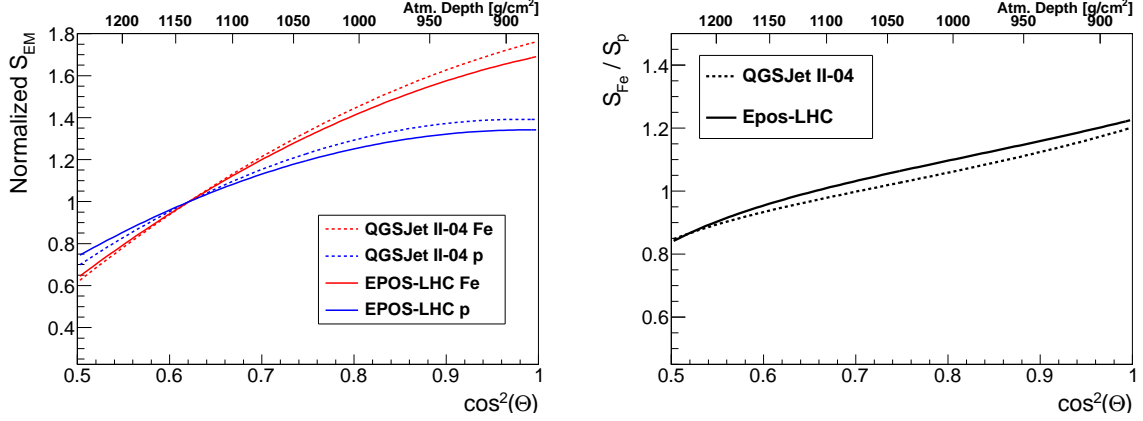 Atm. Depth [g/cm²]
1200 1150 1100 1050 1000 950 900
Normalized S_EM
1.8
1.6
1.4
1.2
1
0.8
0.6
0.4
QGSJet II-04 Fe
QGSJet II-04 p
EPOS-LHC Fe
EPOS-LHC p
0.5 0.6 0.7 0.8 0.9 1
cos²(Θ)
Atm. Depth [g/cm²]
1200 1150 1100 1050 1000 950 900
S_Fe / S_p
1.4
1.2
1
0.8
0.6
QGSJet II-04
Epos-LHC
0.5 0.6 0.7 0.8 0.9 1
cos²(Θ)